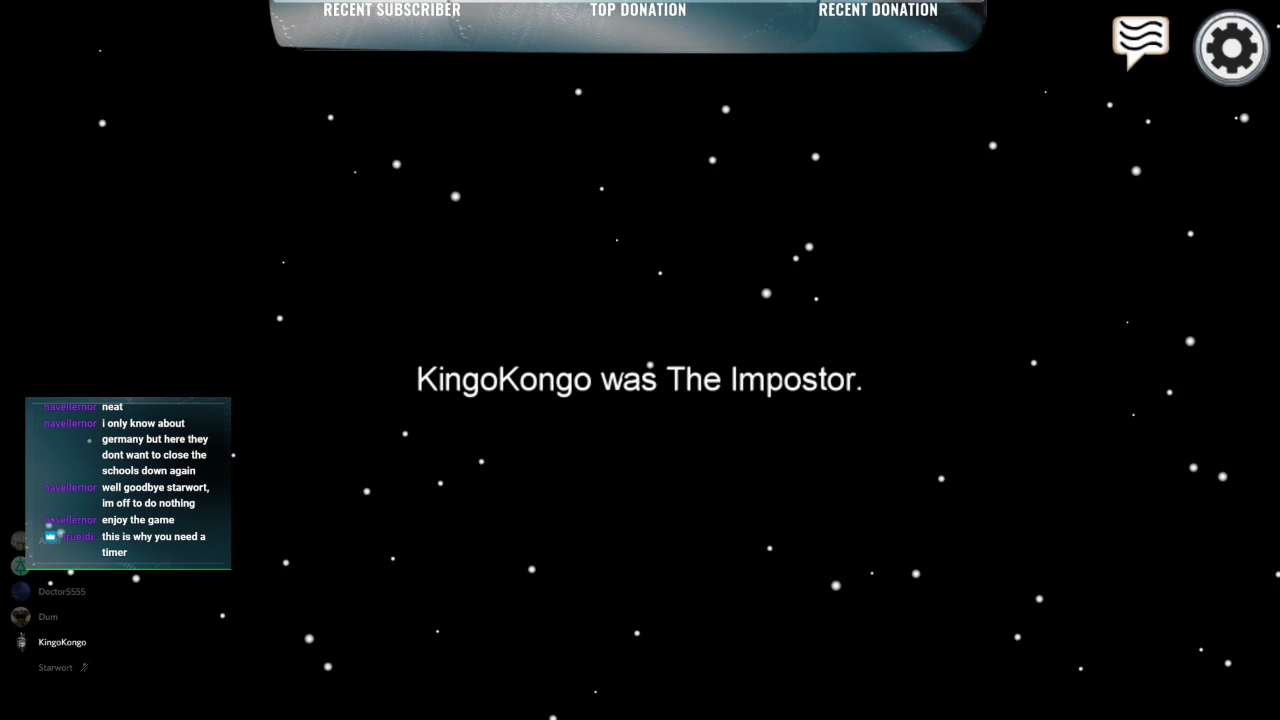 RECENT SUBSCRIBER TOP DONATION RECENT DONATION
KingoKongo was The Impostor.
navellernor neat
navellernor i only know about
germany but here they
dont want to close the
schools down again
navellernor well goodbye starwort,
im off to do nothing
navellernor enjoy the game
this is why you need a
timer
Doctor5555
Dum
KingoKongo
Starwort